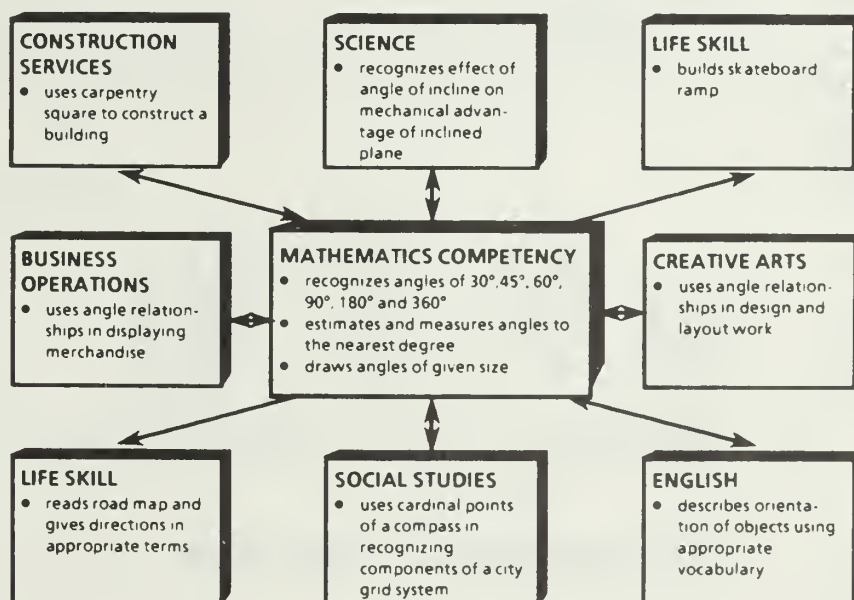 CONSTRUCTION
SERVICES
• uses carpentry
square to construct a
building
SCIENCE
• recognizes effect of
angle of incline on
mechanical advan-
tage of inclined
plane
LIFE SKILL
• builds skateboard
ramp
BUSINESS
OPERATIONS
• uses angle relation-
ships in displaying
merchandise
MATHEMATICS COMPETENCY
• recognizes angles of 30°, 45°, 60°,
90°, 180° and 360°
• estimates and measures angles to
the nearest degree
• draws angles of given size
CREATIVE ARTS
• uses angle relation-
ships in design and
layout work
LIFE SKILL
• reads road map and
gives directions in
appropriate terms
SOCIAL STUDIES
• uses cardinal points
of a compass in
recognizing
components of a city
grid system
ENGLISH
• describes orienta-
tion of objects using
appropriate
vocabulary